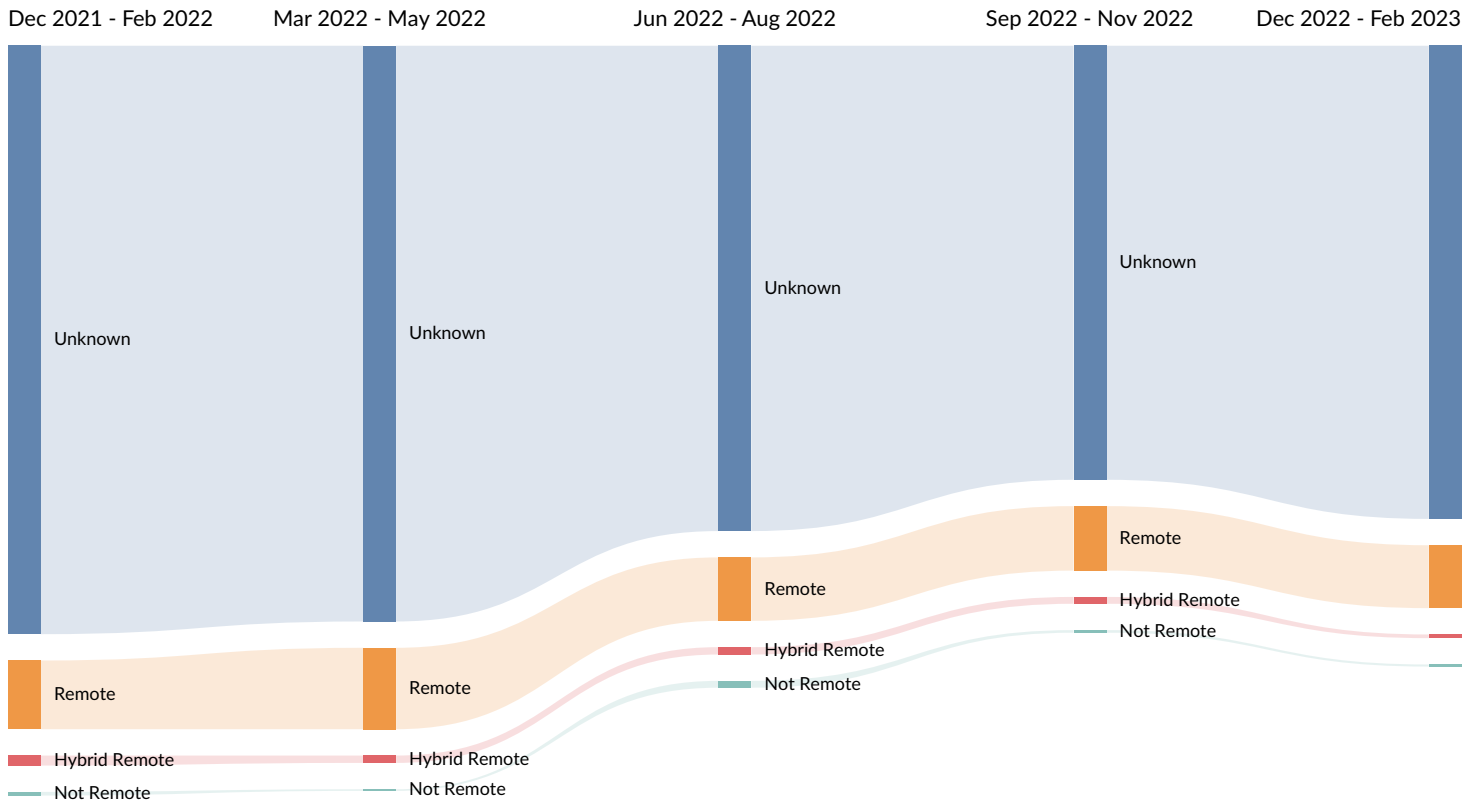 Dec 2021 - Feb 2022
Mar 2022 - May 2022
Jun 2022 - Aug 2022
Sep 2022 - Nov 2022
Dec 2022 - Feb 2023
Unknown
Remote
Hybrid Remote
Not Remote
Unknown
Remote
Hybrid Remote
Not Remote
Unknown
Remote
Hybrid Remote
Not Remote
Unknown
Remote
Hybrid Remote
Not Remote